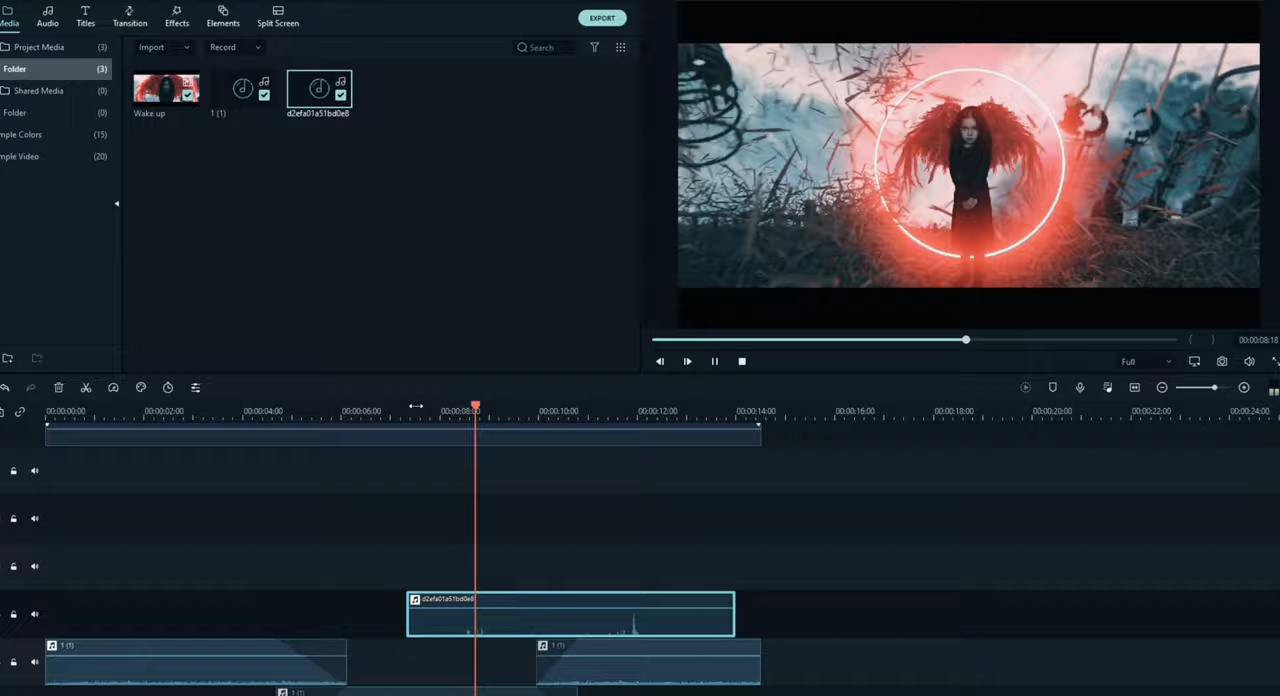 Media Audio Titles Transition Effects Elements Split Screen EXPORT
Project Media (3) Import Record Search
Folder (3)
Shared Media (0)
Folder (0) Wake up 1 (1) d2efa01a51bd0e8
mple Colors (15)
mple Video (20)
00:00:08:18
Full
00:00:00:00 00:00:02:00 00:00:04:00 00:00:06:00 00:00:08:00 00:00:10:00 00:00:12:00 00:00:14:00 00:00:16:00 00:00:18:00 00:00:20:00 00:00:22:00 00:00:24:00
d2efa01a51bd0e8
1 (1) 1 (1)
1 (1)